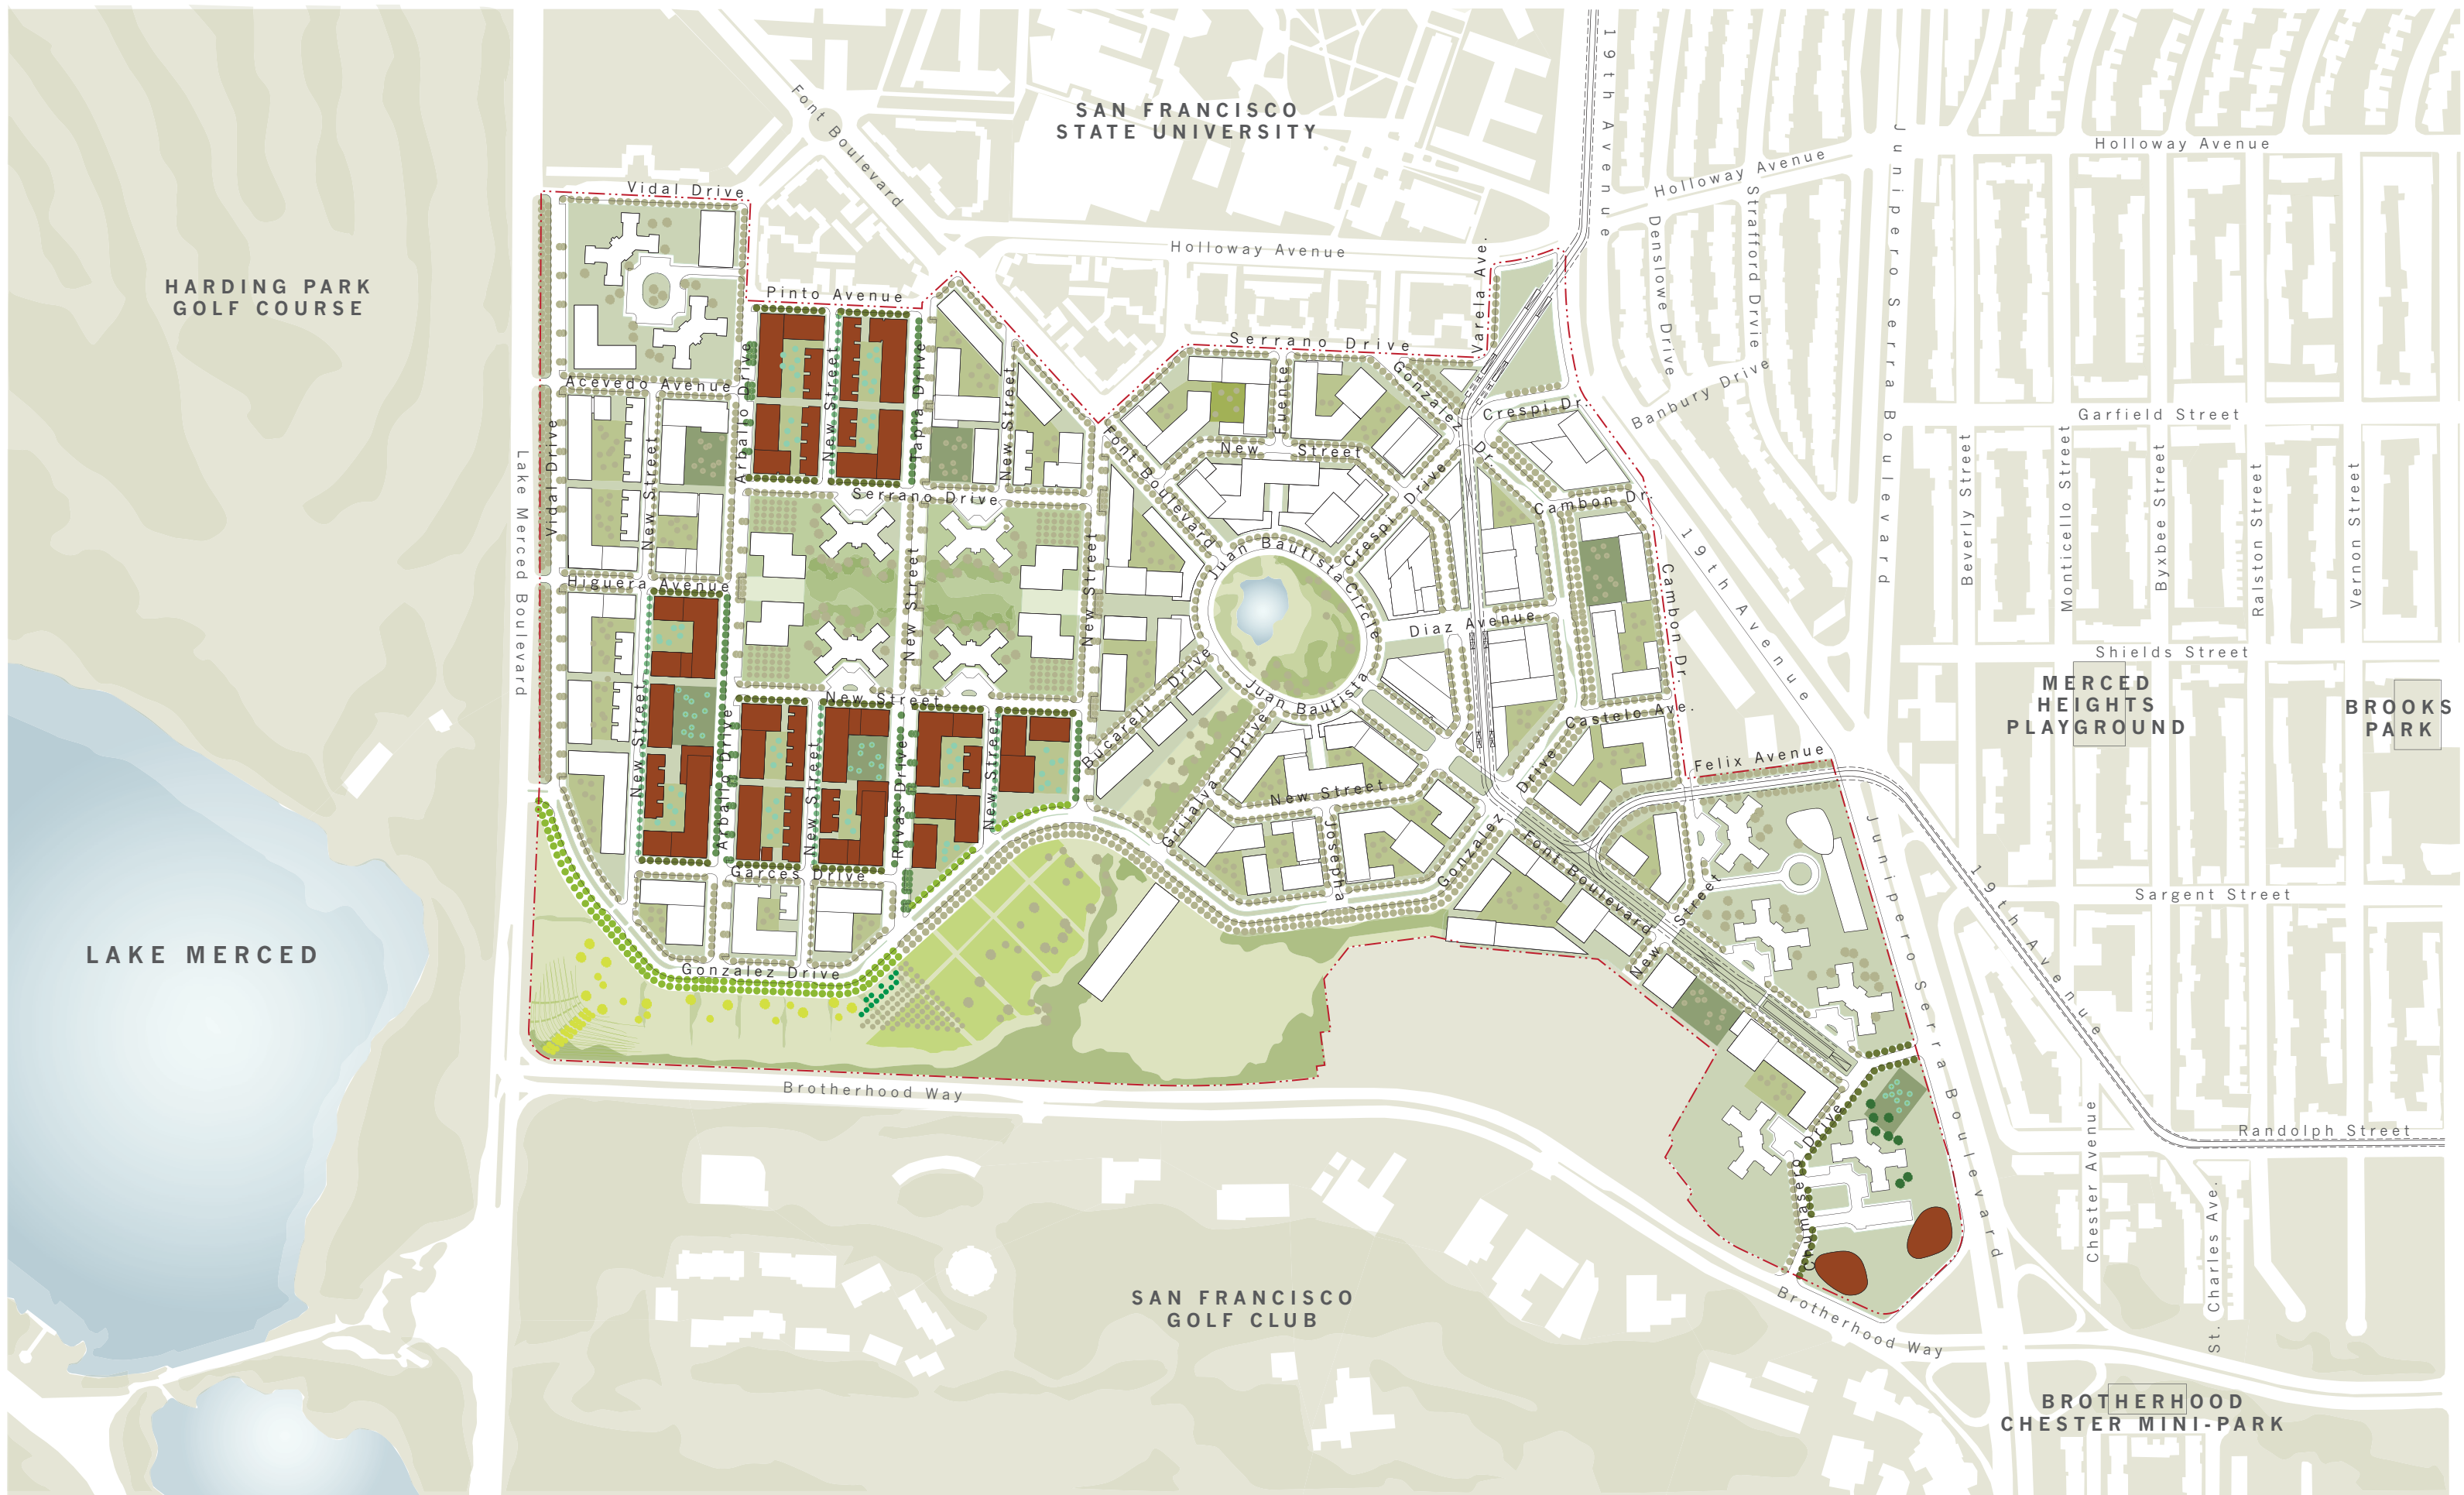 19th Avenue
Font Boulevard
SAN FRANCISCO
STATE UNIVERSITY
Junipero Serra Boulevard
Holloway Avenue
Holloway Avenue
Vidal Drive
Strafford Drvie
Denslowe Drive
Holloway Avenue
Varela Ave.
HARDING PARK
GOLF COURSE
Pinto Avenue
Serrano Drive
Banbury Drive
Acevedo Avenue
Arballo Drive
New Street
Tapia Drive
New Street
Fuente
Gonzalez Dr.
Crespi Dr.
Garfield Street
Lake Merced Boulevard
Vidal Drive
New Street
Font Boulevard
New Street
Beverly Street
Monticello Street
Byxbee Street
Ralston Street
Vernon Street
Serrano Drive
Crespi Drive
Cambon Dr.
19th Avenue
New Street
New Street
Juan Bautista Circle
Cambon Dr.
Higuera Avenue
Diaz Avenue
Shields Street
MERCED
HEIGHTS
PLAYGROUND
BROOKS
PARK
New Street
Bucareli Drive
Juan Bautista
Castelo Ave.
New Street
Arballo Drive
New Street
Rivas Drive
New Street
Grijalva Drive
New Street
Drive
Felix Avenue
Josepha
Gonzalez
Font Boulevard
Junipero Serra Boulevard
19th Avenue
Garces Drive
New Street
Sargent Street
LAKE MERCED
Gonzalez Drive
Brotherhood Way
Chumasero Drive
Chester Avenue
Randolph Street
St. Charles Ave.
SAN FRANCISCO
GOLF CLUB
Brotherhood Way
BROTHERHOOD
CHESTER MINI-PARK